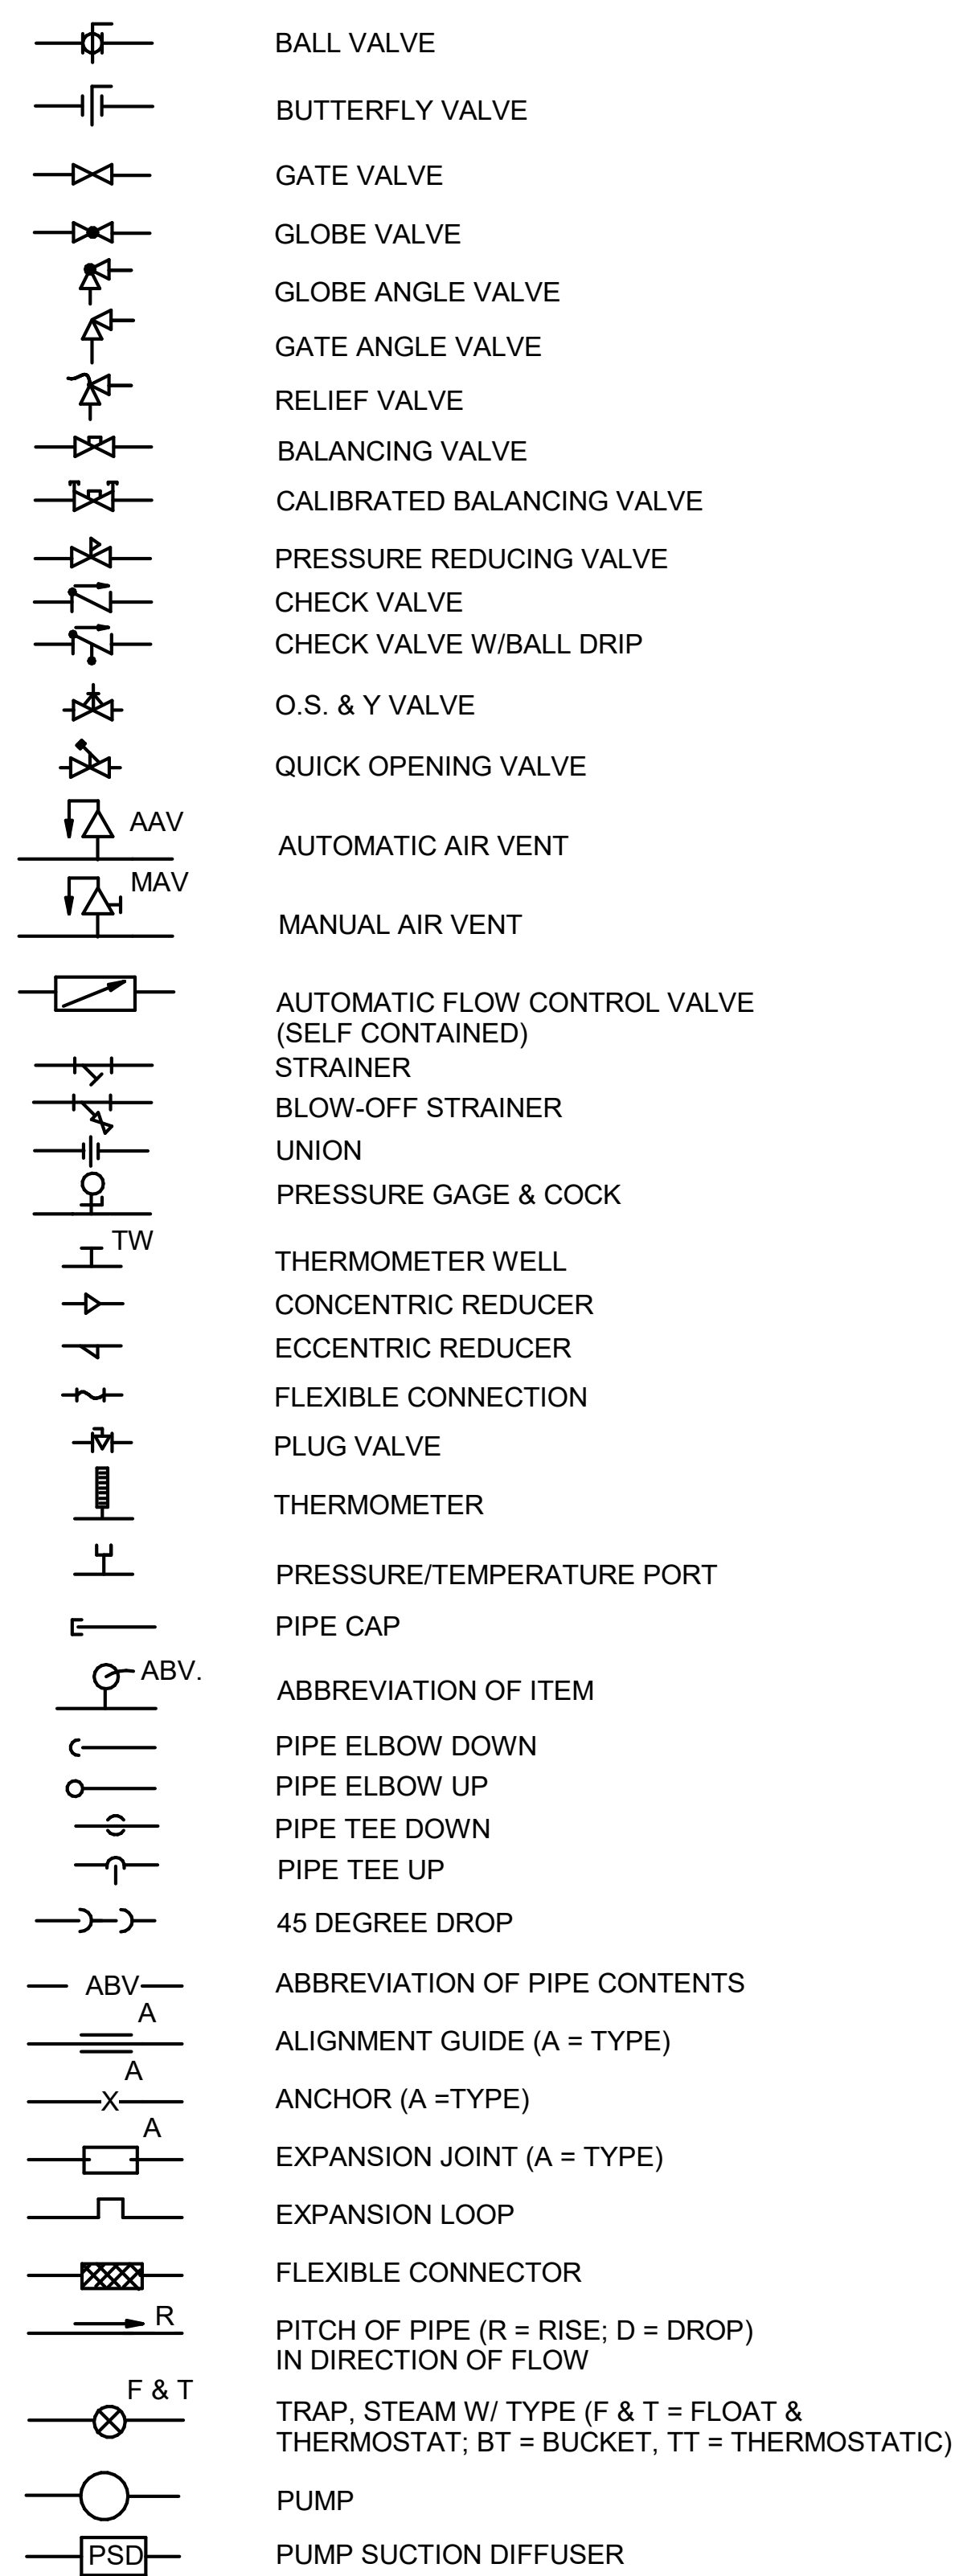 BALL VALVE
BUTTERFLY VALVE
GATE VALVE
GLOBE VALVE
GLOBE ANGLE VALVE
GATE ANGLE VALVE
RELIEF VALVE
BALANCING VALVE
CALIBRATED BALANCING VALVE
PRESSURE REDUCING VALVE
CHECK VALVE
CHECK VALVE W/BALL DRIP
O.S. & Y VALVE
QUICK OPENING VALVE
AAV
AUTOMATIC AIR VENT
MAV
MANUAL AIR VENT
AUTOMATIC FLOW CONTROL VALVE
(SELF CONTAINED)
STRAINER
BLOW-OFF STRAINER
UNION
PRESSURE GAGE & COCK
TW
THERMOMETER WELL
CONCENTRIC REDUCER
ECCENTRIC REDUCER
FLEXIBLE CONNECTION
PLUG VALVE
THERMOMETER
PRESSURE/TEMPERATURE PORT
PIPE CAP
ABV.
ABBREVIATION OF ITEM
PIPE ELBOW DOWN
PIPE ELBOW UP
PIPE TEE DOWN
PIPE TEE UP
45 DEGREE DROP
ABV
ABBREVIATION OF PIPE CONTENTS
A
ALIGNMENT GUIDE (A = TYPE)
A
X
ANCHOR (A =TYPE)
A
EXPANSION JOINT (A = TYPE)
EXPANSION LOOP
FLEXIBLE CONNECTOR
R
PITCH OF PIPE (R = RISE; D = DROP)
IN DIRECTION OF FLOW
F & T
TRAP, STEAM W/ TYPE (F & T = FLOAT &
THERMOSTAT; BT = BUCKET, TT = THERMOSTATIC)
PUMP
PSD
PUMP SUCTION DIFFUSER